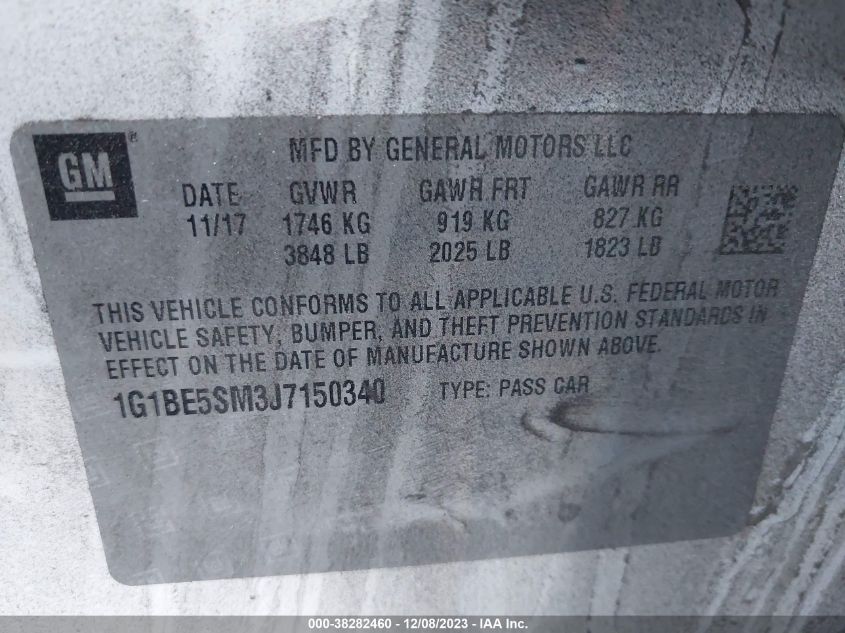 GM®
MFD BY GENERAL MOTORS LLC
DATE GVWR GAWR FRT GAWR RR
11/17 1746 KG 919 KG 827 KG
3848 LB 2025 LB 1823 LB
THIS VEHICLE CONFORMS TO ALL APPLICABLE U.S. FEDERAL MOTOR
VEHICLE SAFETY, BUMPER, AND THEFT PREVENTION STANDARDS IN
EFFECT ON THE DATE OF MANUFACTURE SHOWN ABOVE.
1G1BE5SM3J7150340 TYPE: PASS CAR
000-38282460 - 12/08/2023 - IAA Inc.